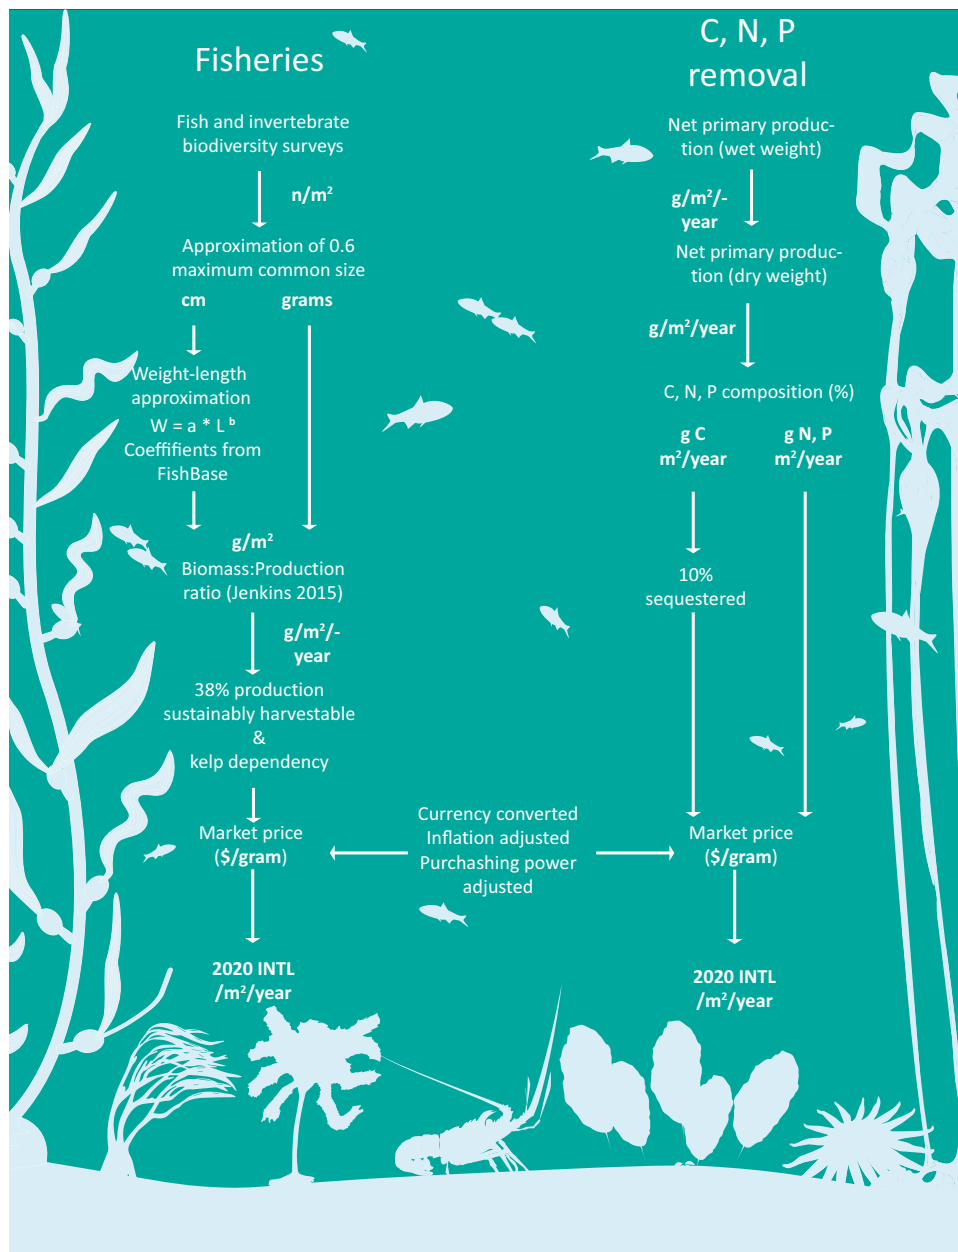 Fisheries
Fish and invertebrate
biodiversity surveys
n/m²
Approximation of 0.6
maximum common size
cm
grams
Weight-length
approximation
W = a * L ᵇ
Coeffifients from
FishBase
g/m²
Biomass:Production
ratio (Jenkins 2015)
g/m²/-
year
38% production
sustainably harvestable
&
kelp dependency
Market price
($/gram)
2020 INTL
/m²/year
Currency converted
Inflation adjusted
Purchashing power
adjusted
C, N, P
removal
Net primary produc-
tion (wet weight)
g/m²/-
year
Net primary produc-
tion (dry weight)
g/m²/year
C, N, P composition (%)
g C
m²/year
g N, P
m²/year
10%
sequestered
Market price
($/gram)
2020 INTL
/m²/year